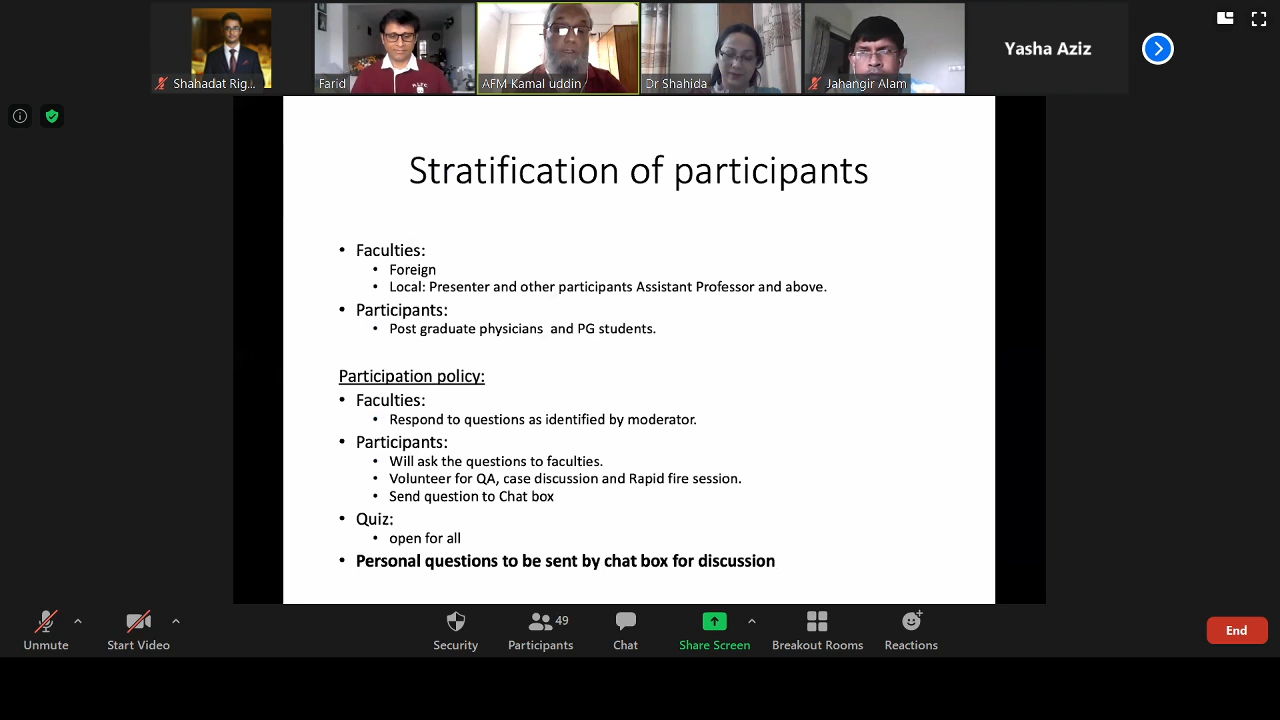 Shahadat Rig...
Farid
AFM Kamal uddin
Dr Shahida
Jahangir Alam
Yasha Aziz
Stratification of participants
• Faculties:
• Foreign
• Local: Presenter and other participants Assistant Professor and above.
• Participants:
• Post graduate physicians and PG students.
Participation policy:
• Faculties:
• Respond to questions as identified by moderator.
• Participants:
• Will ask the questions to faculties.
• Volunteer for QA, case discussion and Rapid fire session.
• Send question to Chat box
• Quiz:
• open for all
• Personal questions to be sent by chat box for discussion
Unmute
Start Video
Security
49
Participants
Chat
Share Screen
Breakout Rooms
Reactions
End